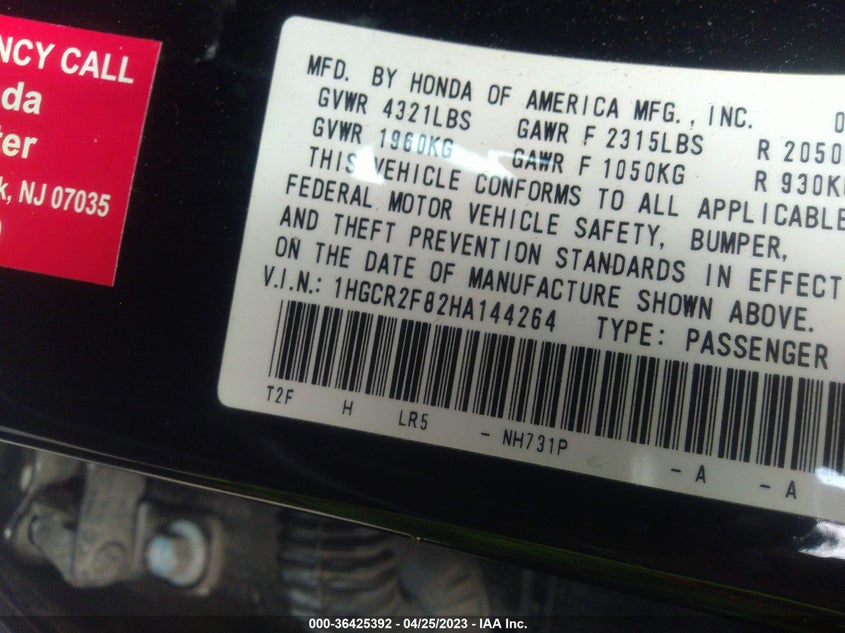 NCY CALL
da
ter
k, NJ 07035
)
MFD. BY HONDA OF AMERICA MFG., INC. 0
GVWR 4321LBS GAWR F 2315LBS R 2050
GVWR 1960KG GAWR F 1050KG R 930K
THIS VEHICLE CONFORMS TO ALL APPLICABLE
FEDERAL MOTOR VEHICLE SAFETY, BUMPER,
AND THEFT PREVENTION STANDARDS IN EFFECT
ON THE DATE OF MANUFACTURE SHOWN ABOVE.
V.I.N.: 1HGCR2F82HA144264 TYPE: PASSENGER
T2F H LR5 - NH731P - A - A
000-36425392 - 04/25/2023 - IAA Inc.